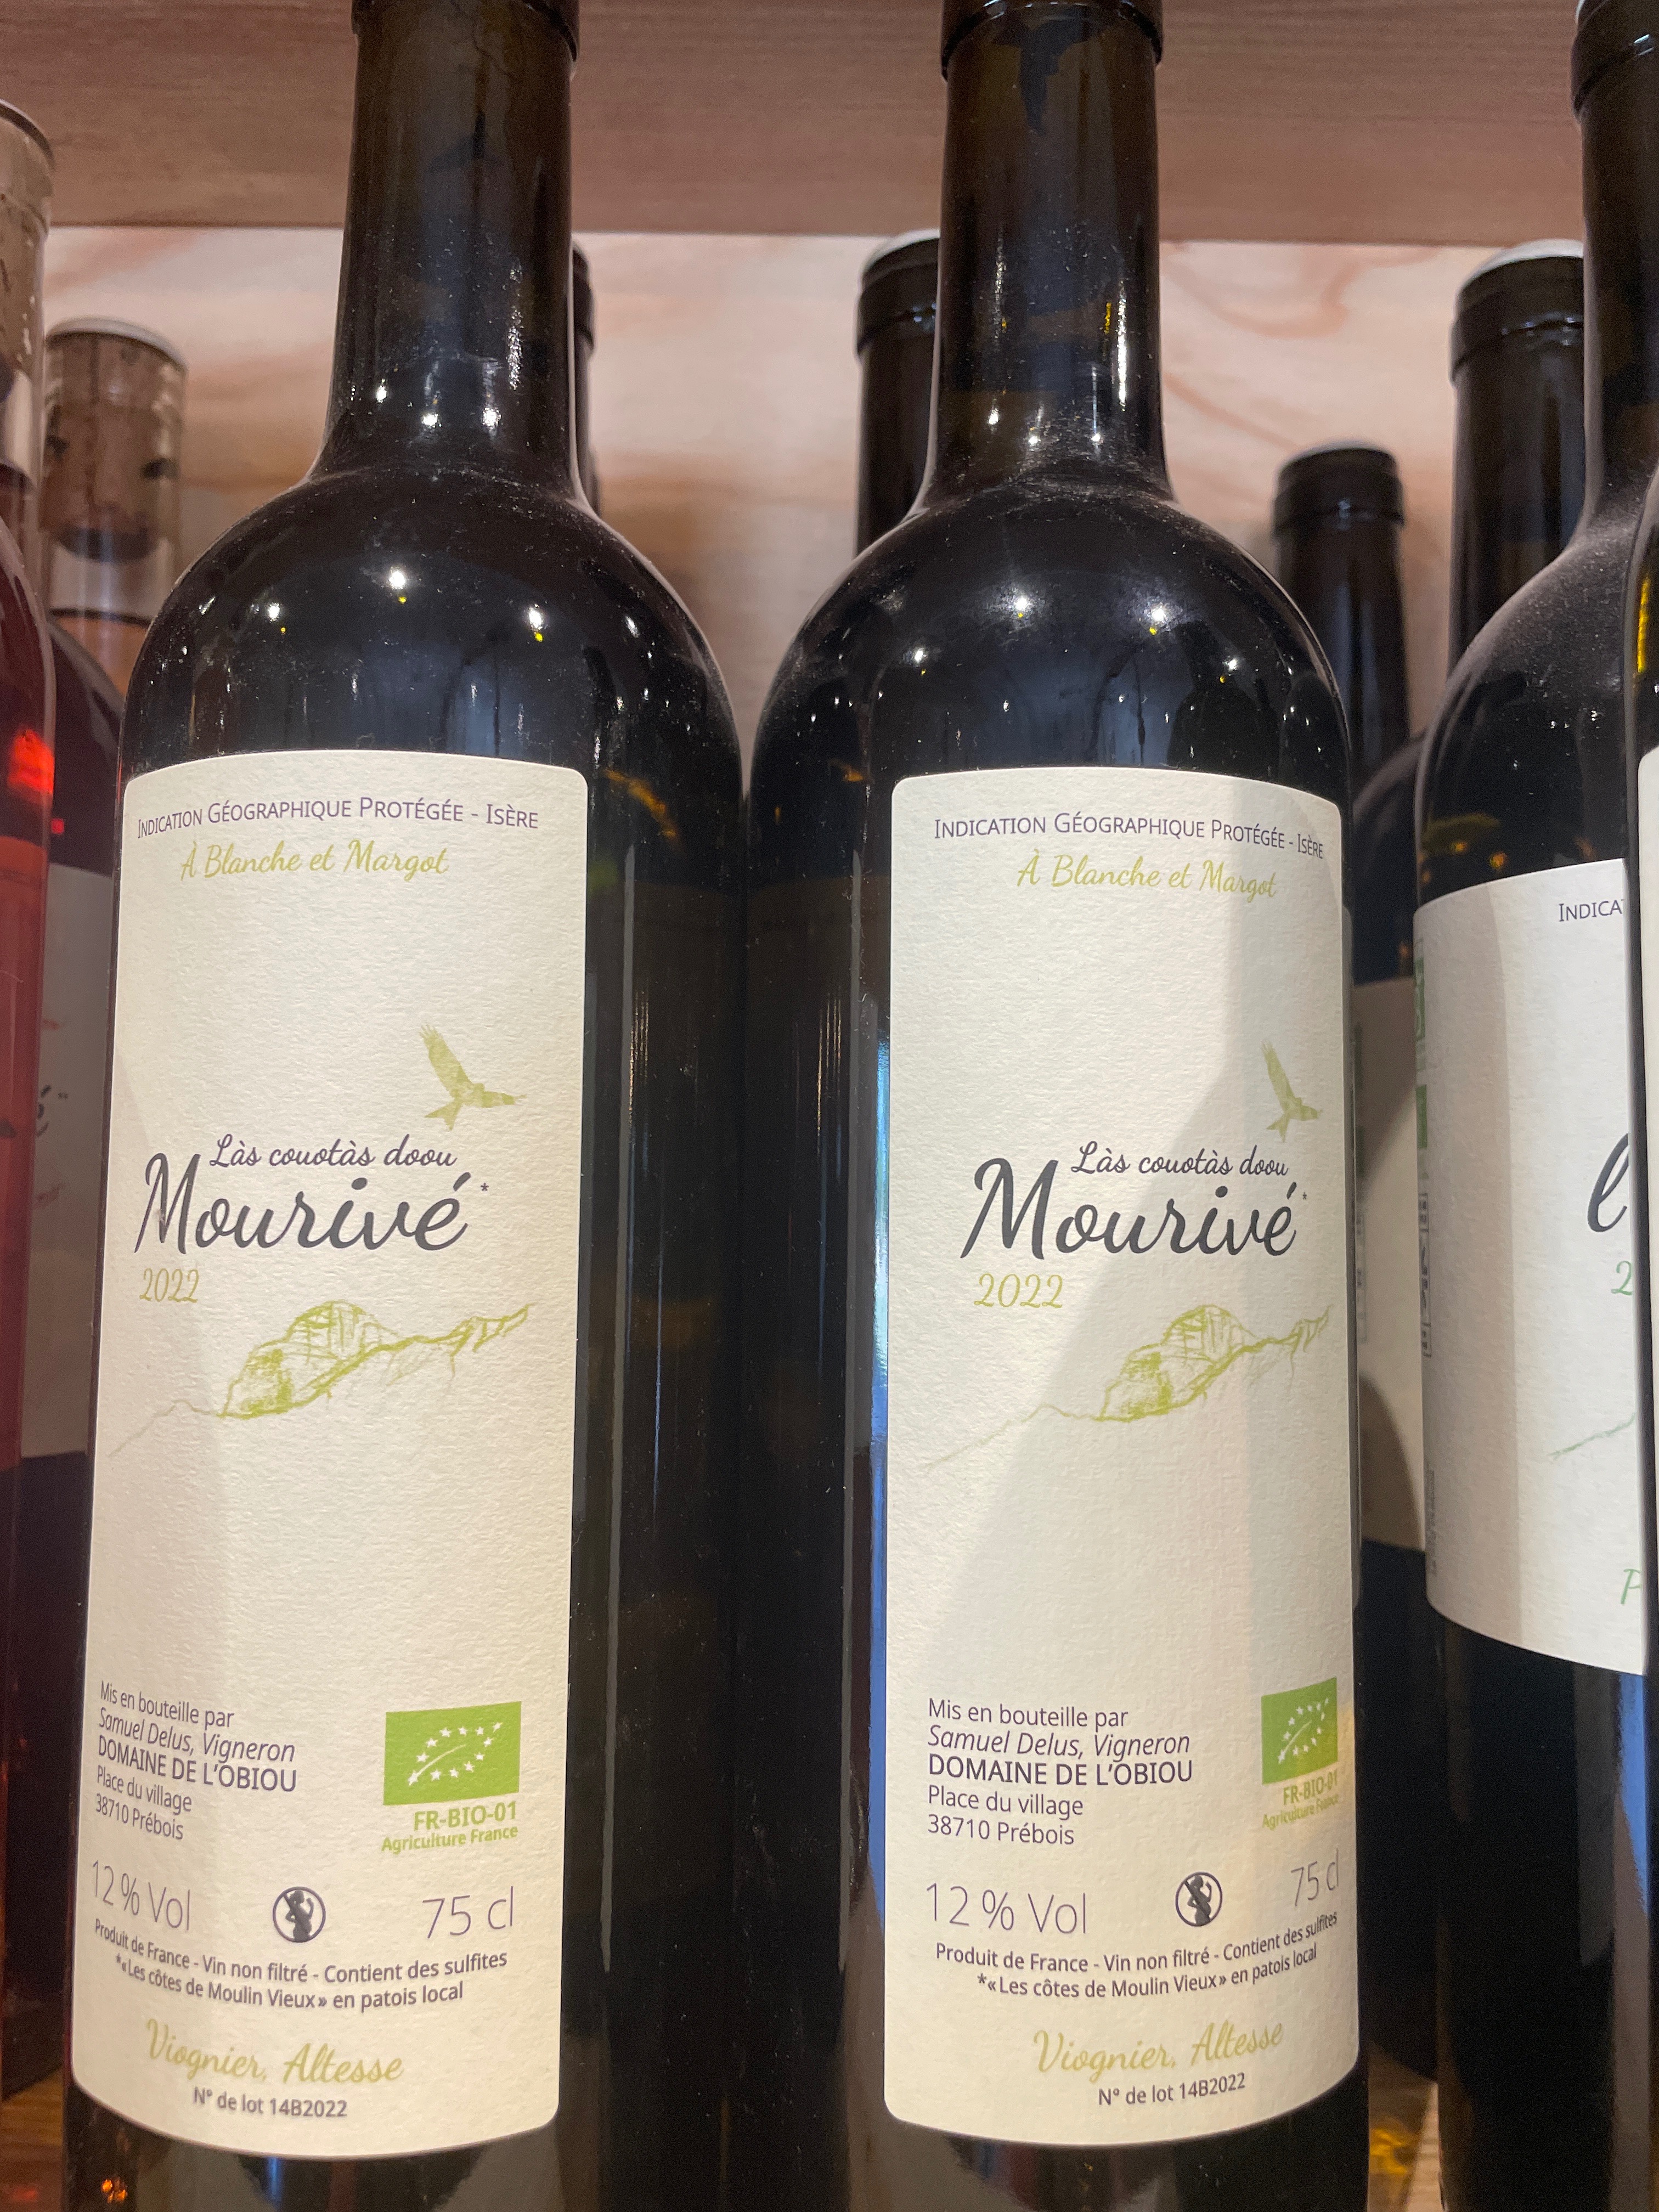 Indication Géographique Protégée - Isère
À Blanche et Margot
Làs couotàs doou
Mourivé*
2022
Mis en bouteille par
Samuel Delus, Vigneron
DOMAINE DE L'OBIOU
Place du village
38710 Prébois
FR-BIO-01
Agriculture France
12 % Vol
75 cl
Produit de France - Vin non filtré - Contient des sulfites
*«Les côtes de Moulin Vieux» en patois local
Viognier, Altesse
N° de lot 14B2022
Indication Géographique Protégée - Isère
À Blanche et Margot
Làs couotàs doou
Mourivé*
2022
Mis en bouteille par
Samuel Delus, Vigneron
DOMAINE DE L'OBIOU
Place du village
38710 Prébois
FR-BIO-01
Agriculture France
12 % Vol
75 cl
Produit de France - Vin non filtré - Contient des sulfites
*«Les côtes de Moulin Vieux» en patois local
Viognier, Altesse
N° de lot 14B2022